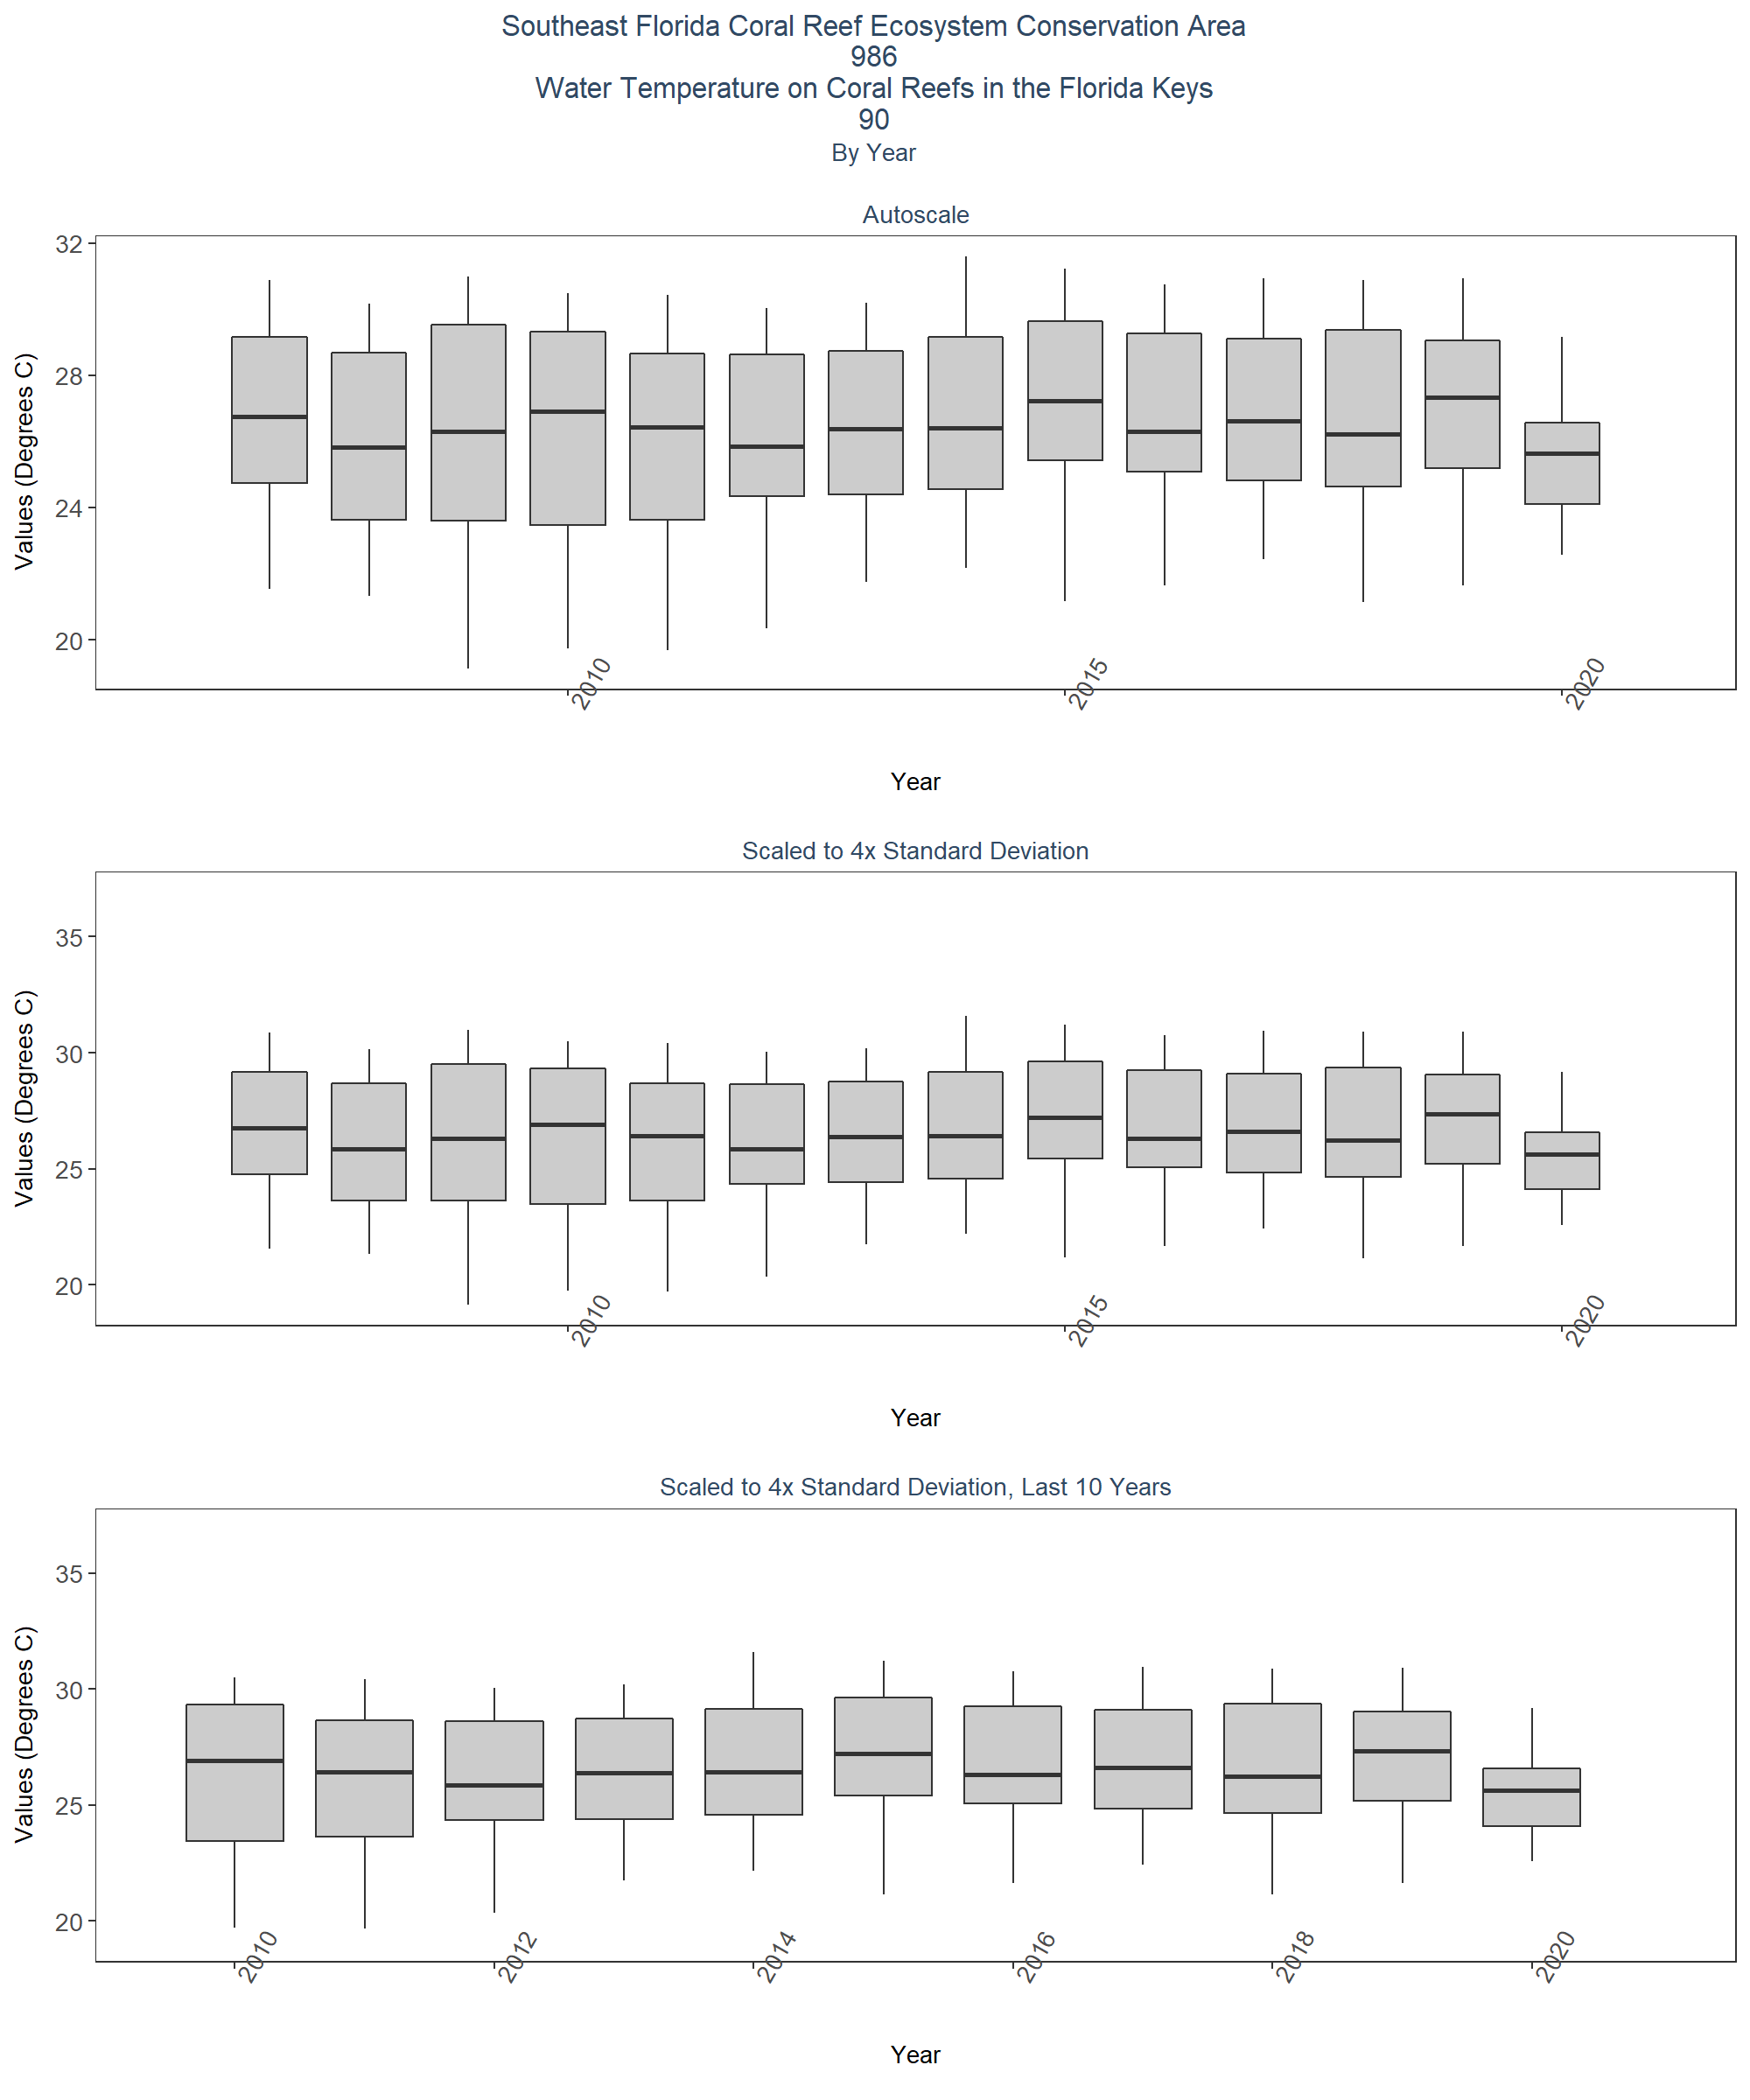 Southeast Florida Coral Reef Ecosystem Conservation Area
986
Water Temperature on Coral Reefs in the Florida Keys
90
By Year
Autoscale
Values (Degrees C)
32
28
24
20
2010
2015
2020
Year
Scaled to 4x Standard Deviation
Values (Degrees C)
35
30
25
20
2010
2015
2020
Year
Scaled to 4x Standard Deviation, Last 10 Years
Values (Degrees C)
35
30
25
20
2010
2012
2014
2016
2018
2020
Year